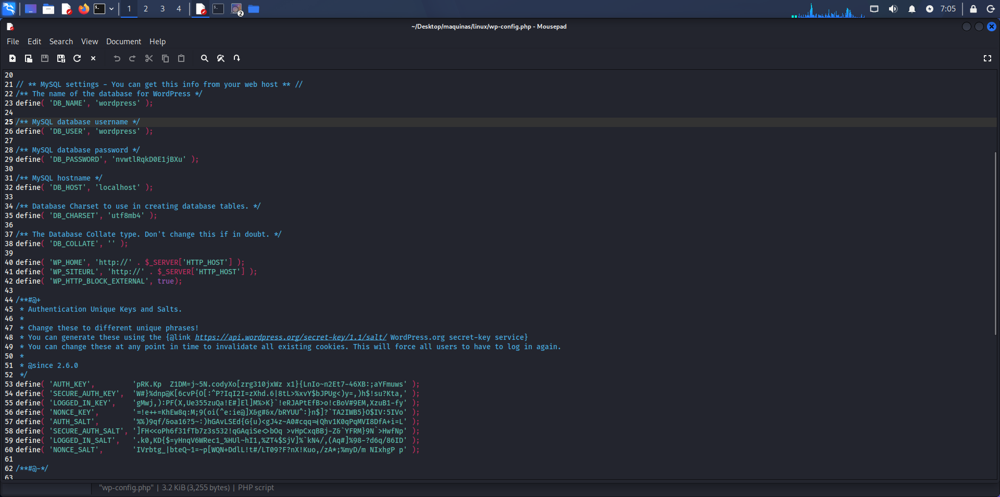 1 2 3 4 2 7:05
~/Desktop/maquinas/linux/wp-config.php - Mousepad
File Edit Search View Document Help
20
21 // ** MySQL settings - You can get this info from your web host ** //
22 /** The name of the database for WordPress */
23 define( 'DB_NAME', 'wordpress' );
24
25 /** MySQL database username */
26 define( 'DB_USER', 'wordpress' );
27
28 /** MySQL database password */
29 define( 'DB_PASSWORD', 'nvwtlRqkD0E1jBXu' );
30
31 /** MySQL hostname */
32 define( 'DB_HOST', 'localhost' );
33
34 /** Database Charset to use in creating database tables. */
35 define( 'DB_CHARSET', 'utf8mb4' );
36
37 /** The Database Collate type. Don't change this if in doubt. */
38 define( 'DB_COLLATE', '' );
39
40 define( 'WP_HOME', 'http://' . $_SERVER['HTTP_HOST'] );
41 define( 'WP_SITEURL', 'http://' . $_SERVER['HTTP_HOST'] );
42 define( 'WP_HTTP_BLOCK_EXTERNAL', true);
43
44 /**#@+
45 * Authentication Unique Keys and Salts.
46 *
47 * Change these to different unique phrases!
48 * You can generate these using the {@link https://api.wordpress.org/secret-key/1.1/salt/ WordPress.org secret-key service}
49 * You can change these at any point in time to invalidate all existing cookies. This will force all users to have to log in again.
50 *
51 * @since 2.6.0
52 */
53 define( 'AUTH_KEY', 'pRK.Kp  Z1DM=j~5N.codyXo[zrg310jxWz x1}{LnIo~n2Et7-46XB:;aYFmuws' );
54 define( 'SECURE_AUTH_KEY', 'W#}%dnp@K[6cvP{O[:^P?IqI2I=zXhd.6|8tL>%xvY$bJPUg<)y=,)h$!su?Kta,' );
55 define( 'LOGGED_IN_KEY', 'gMwj,):PF(X,Ue355zuQa!E#]El]M%>K}`!eRJAPtEfB>o!cBoV#9EM,XzuB1-fy' );
56 define( 'NONCE_KEY', '=!e++=KhEw8q:M;9(oi(^e:ie@]X&g#&x/bRYUU^:}n$]?`TA2IWB5}O$IV:5IVo' );
57 define( 'AUTH_SALT', '%%)9qf/&oa16?5~:)hGAvLSEd{G{u)<gJ4z~A0#cqq=|Qhv1K0qPqMVI8DfA+i=L' );
58 define( 'SECURE_AUTH_SALT', ']FH<<oPh6f31fTb7z3s532!qGAqiSe<>bOq >vHpCxqBBj-Z&`YFRM}9N`>HwfNp' );
59 define( 'LOGGED_IN_SALT', '.k0,KD{$=yHnqV6WRec1_%HUl~hI1,%ZT4$SjV]%`kN4/,(Aq#]%98-?d6q/86ID' );
60 define( 'NONCE_SALT', 'IVrbtg_|bteQ~1=~p[WQN+DdlL!t#/LT09?F?nX!Kuo,/zA*;%myD/m NIxhgP p' );
61
62 /**#@-*/
63
"wp-config.php" | 3.2 KiB (3,255 bytes) | PHP script